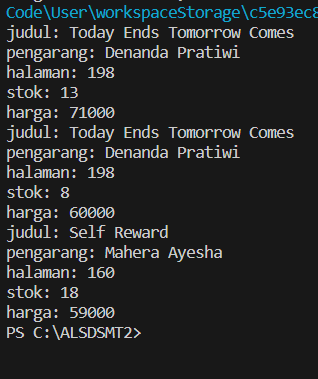 Code\User\workspaceStorage\c5e93ec8
judul: Today Ends Tomorrow Comes
pengarang: Denanda Pratiwi
halaman: 198
stok: 13
harga: 71000
judul: Today Ends Tomorrow Comes
pengarang: Denanda Pratiwi
halaman: 198
stok: 8
harga: 60000
judul: Self Reward
pengarang: Mahera Ayesha
halaman: 160
stok: 18
harga: 59000
PS C:\ALSDSMT2>